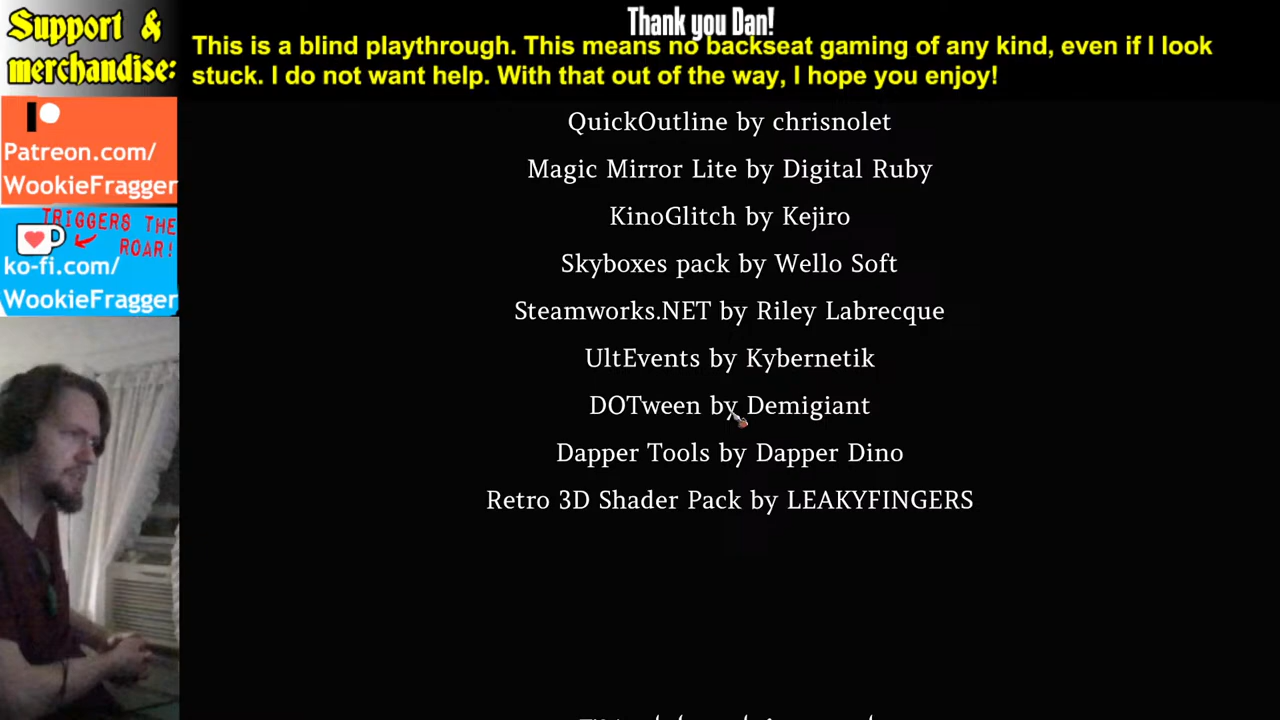 Support &
merchandise:
Thank you Dan!
This is a blind playthrough. This means no backseat gaming of any kind, even if I look
stuck. I do not want help. With that out of the way, I hope you enjoy!
Patreon.com/
WookieFragger
TRIGGERS THE
ROAR!
ko-fi.com/
WookieFragger
QuickOutline by chrisnolet
Magic Mirror Lite by Digital Ruby
KinoGlitch by Kejiro
Skyboxes pack by Wello Soft
Steamworks.NET by Riley Labrecque
UltEvents by Kybernetik
DOTween by Demigiant
Dapper Tools by Dapper Dino
Retro 3D Shader Pack by LEAKYFINGERS